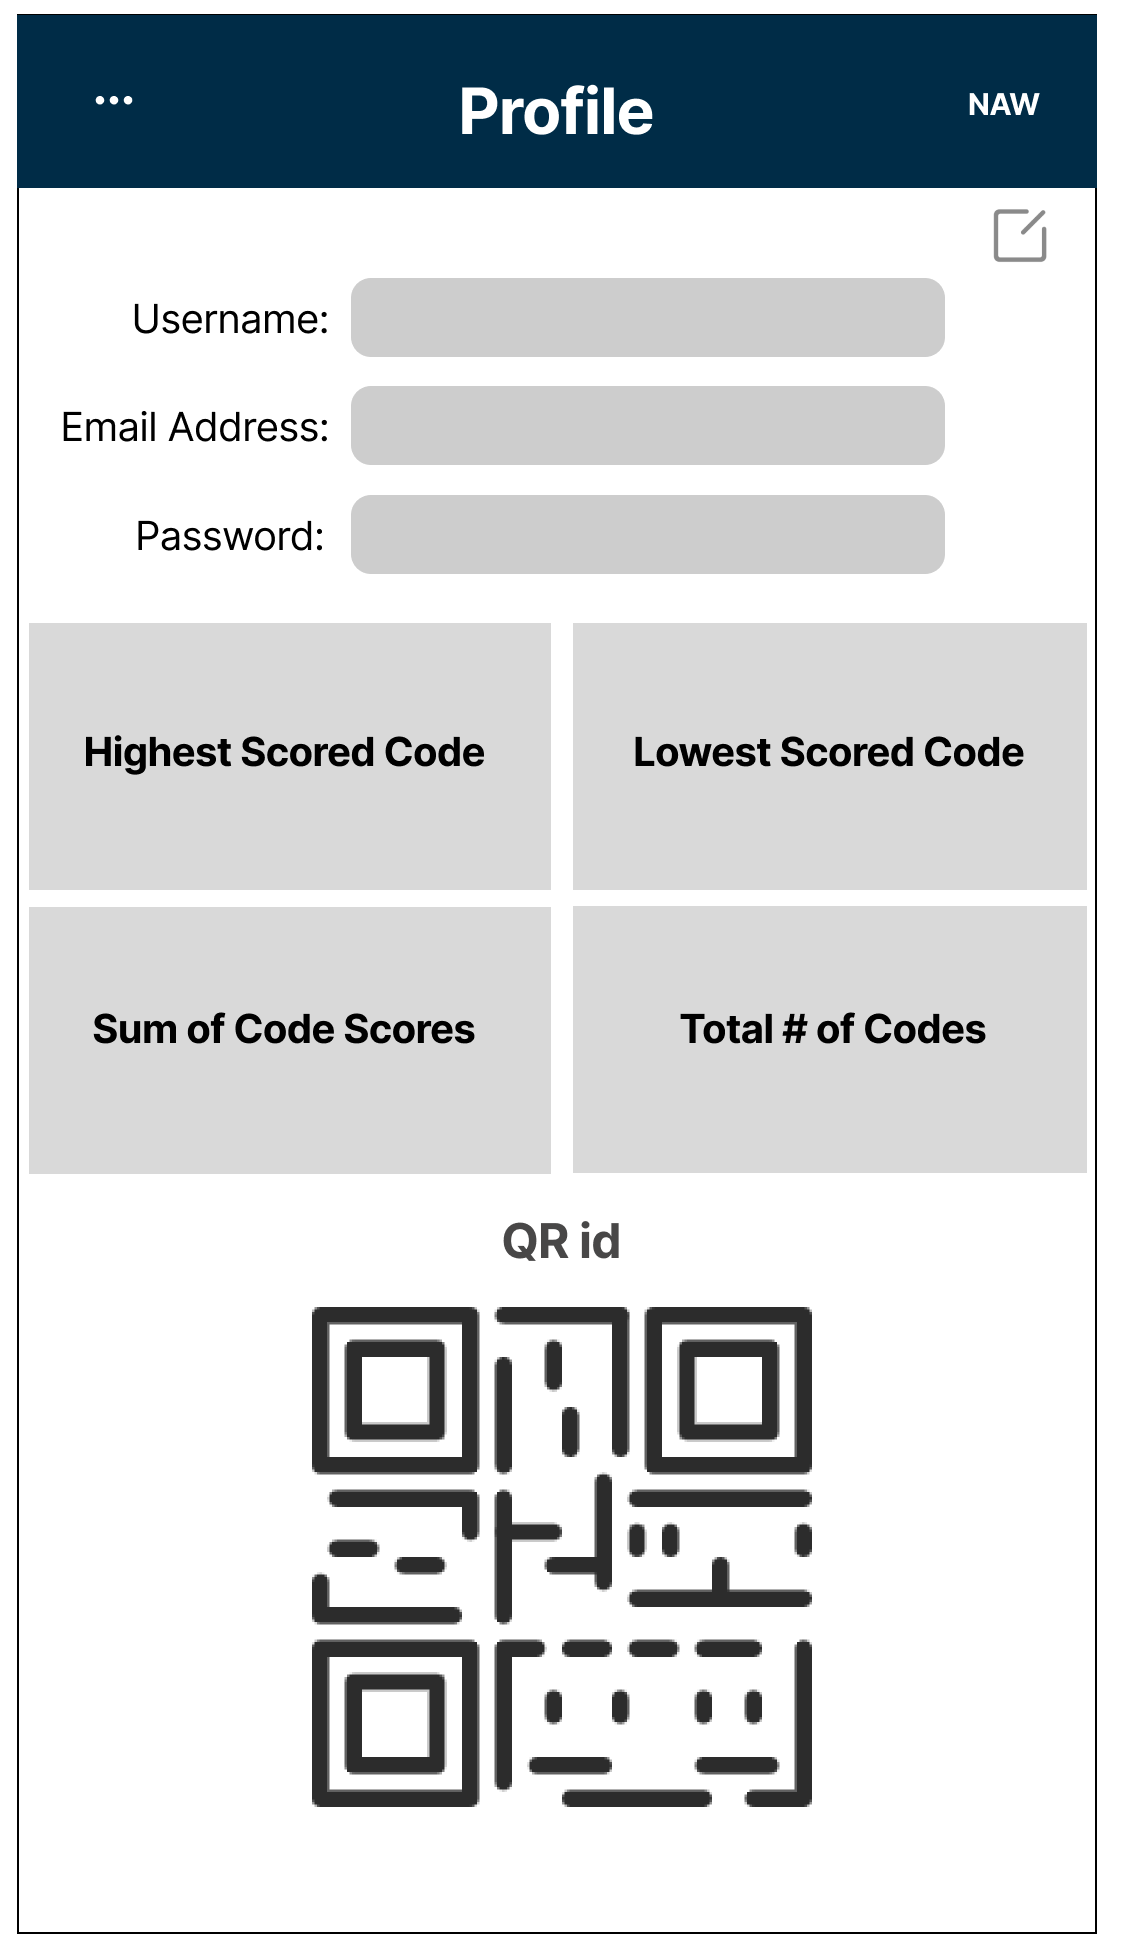 ... Profile NAW
Username:
Email Address:
Password:
Highest Scored Code Lowest Scored Code
Sum of Code Scores Total # of Codes
QR id